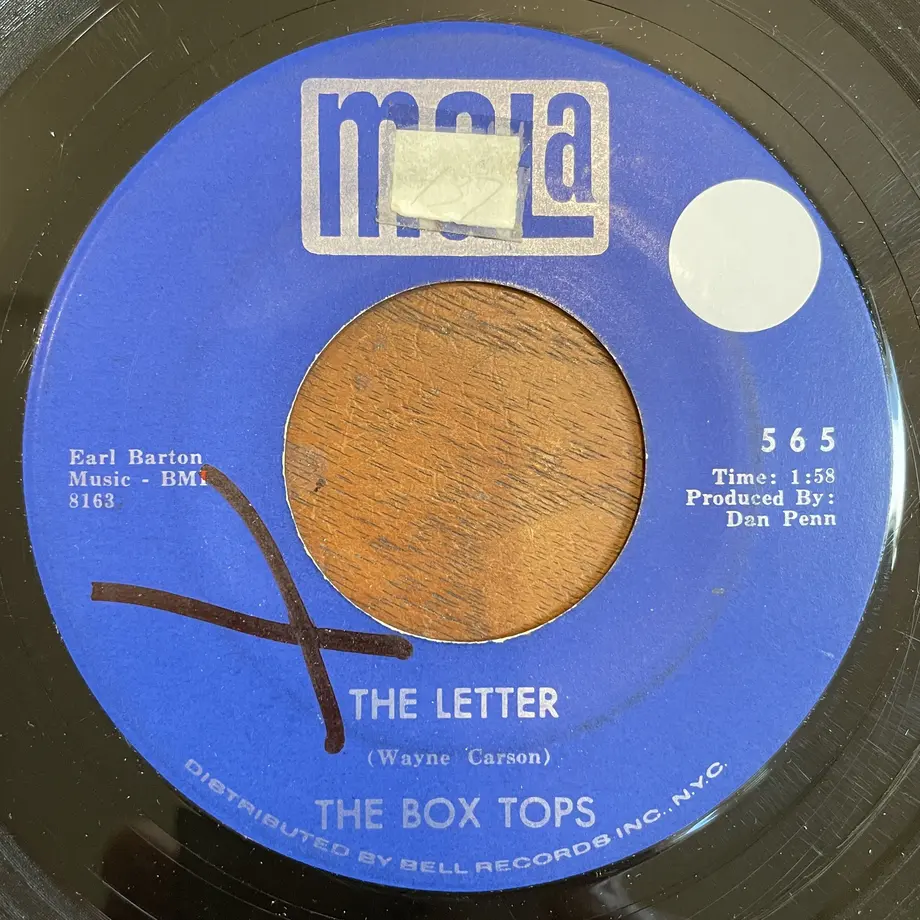 Earl Barton
Music - BMI
8163
565
Time: 1:58
Produced By:
Dan Penn
THE LETTER
(Wayne Carson)
THE BOX TOPS
DISTRIBUTED BY BELL RECORDS INC., N.Y.C.